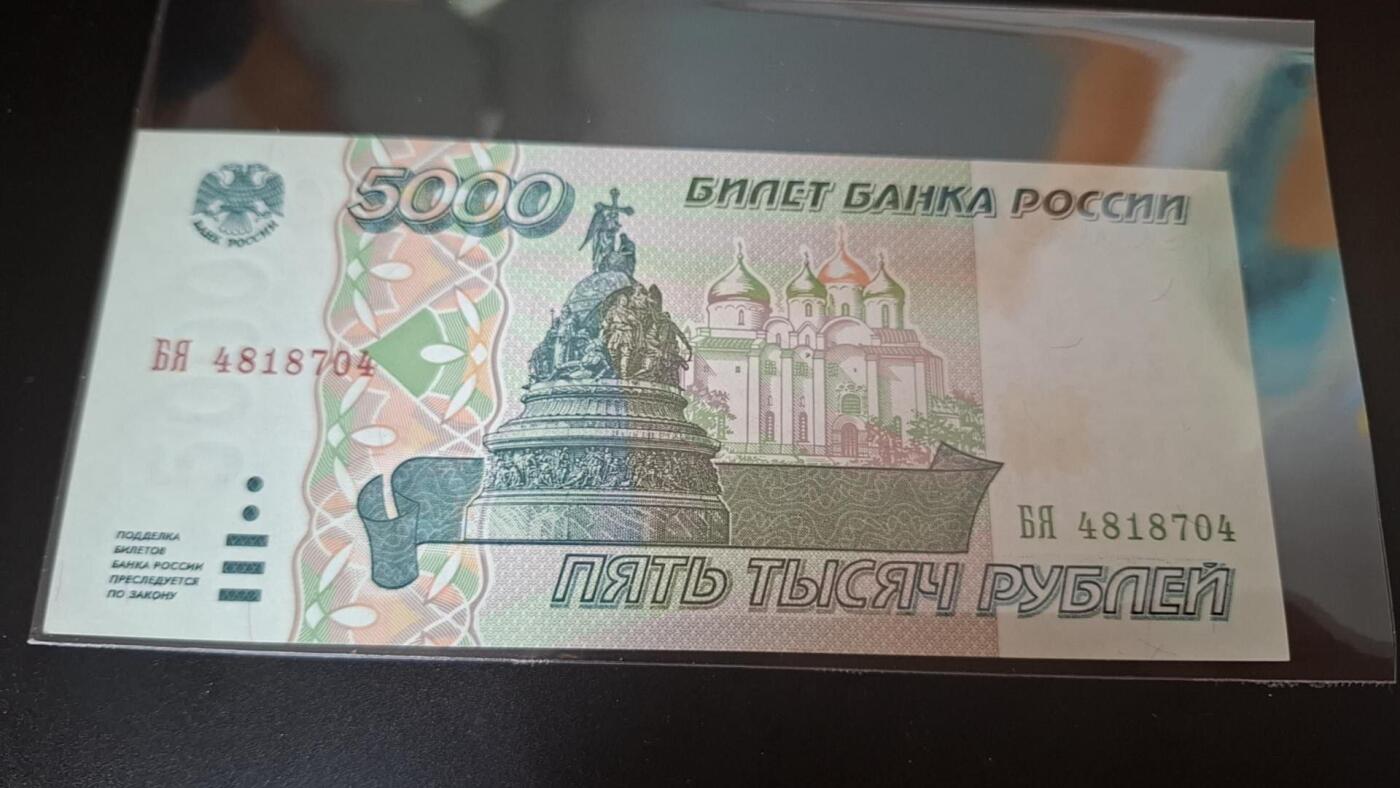 5000
БИЛЕТ БАНКА РОССИИ
БАНК РОССИИ
БЯ 4818704
5000
ПОДДЕЛКА
БИЛЕТОВ
БАНКА РОССИИ
ПРЕСЛЕДУЕТСЯ
ПО ЗАКОНУ
БЯ 4818704
ПЯТЬ ТЫСЯЧ РУБЛЕЙ